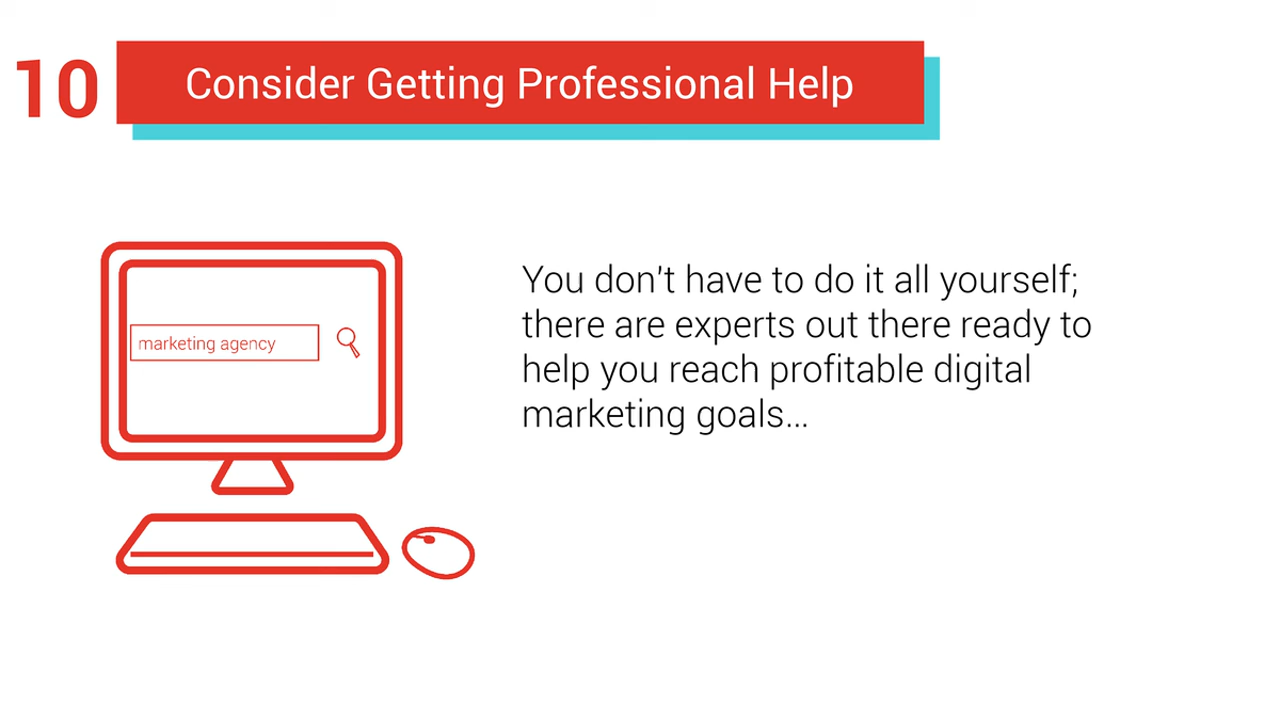 10
Consider Getting Professional Help
marketing agency
You don't have to do it all yourself;
there are experts out there ready to
help you reach profitable digital
marketing goals...